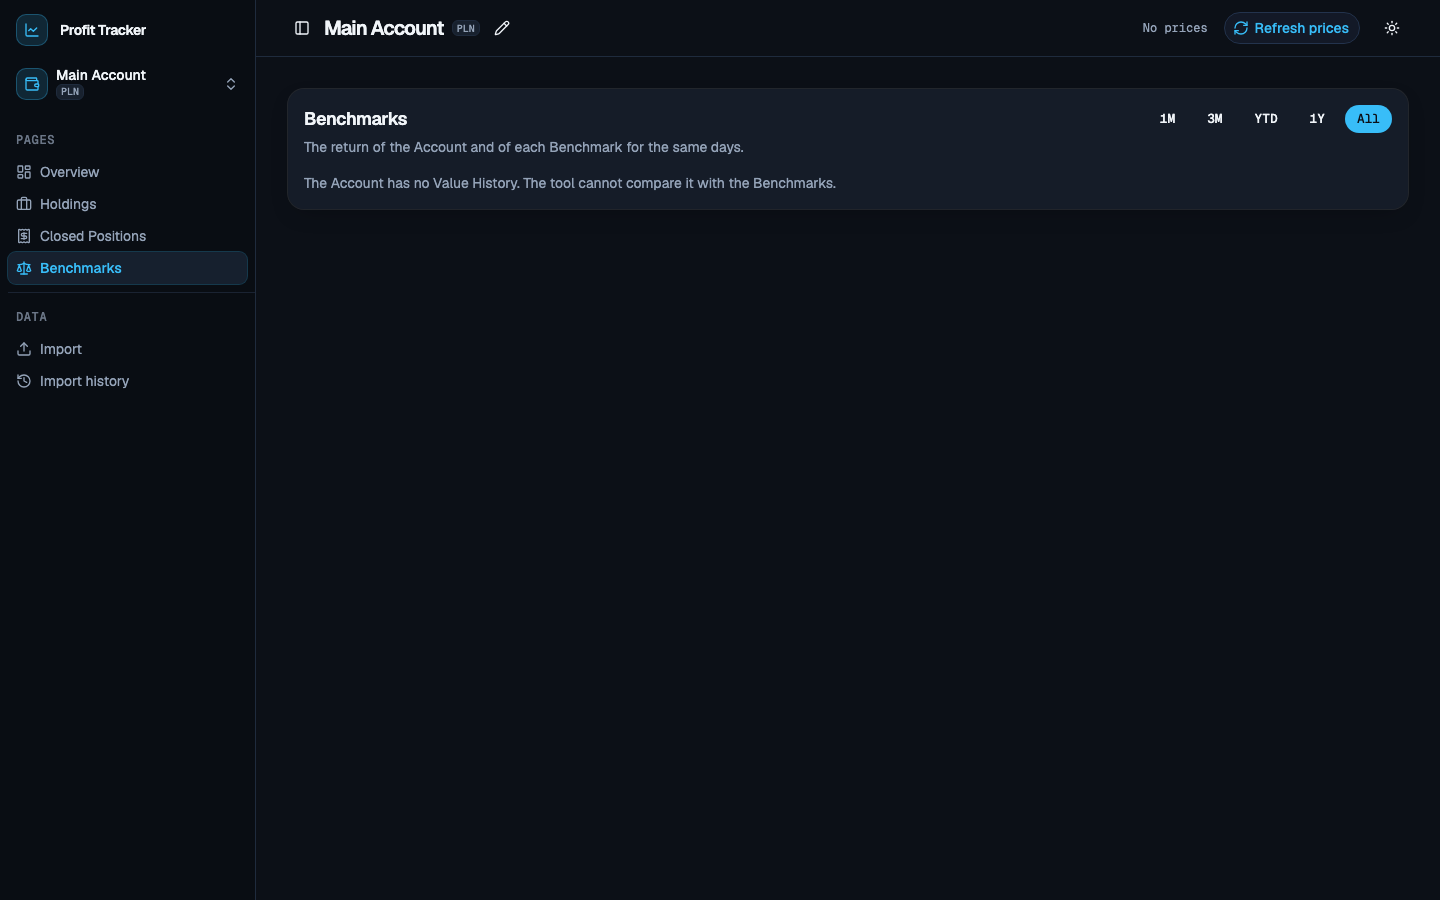 Profit Tracker
Main Account
PLN
PAGES
Overview
Holdings
Closed Positions
Benchmarks
DATA
Import
Import history
Main Account PLN
No prices
Refresh prices
Benchmarks
1M 3M YTD 1Y All
The return of the Account and of each Benchmark for the same days.
The Account has no Value History. The tool cannot compare it with the Benchmarks.